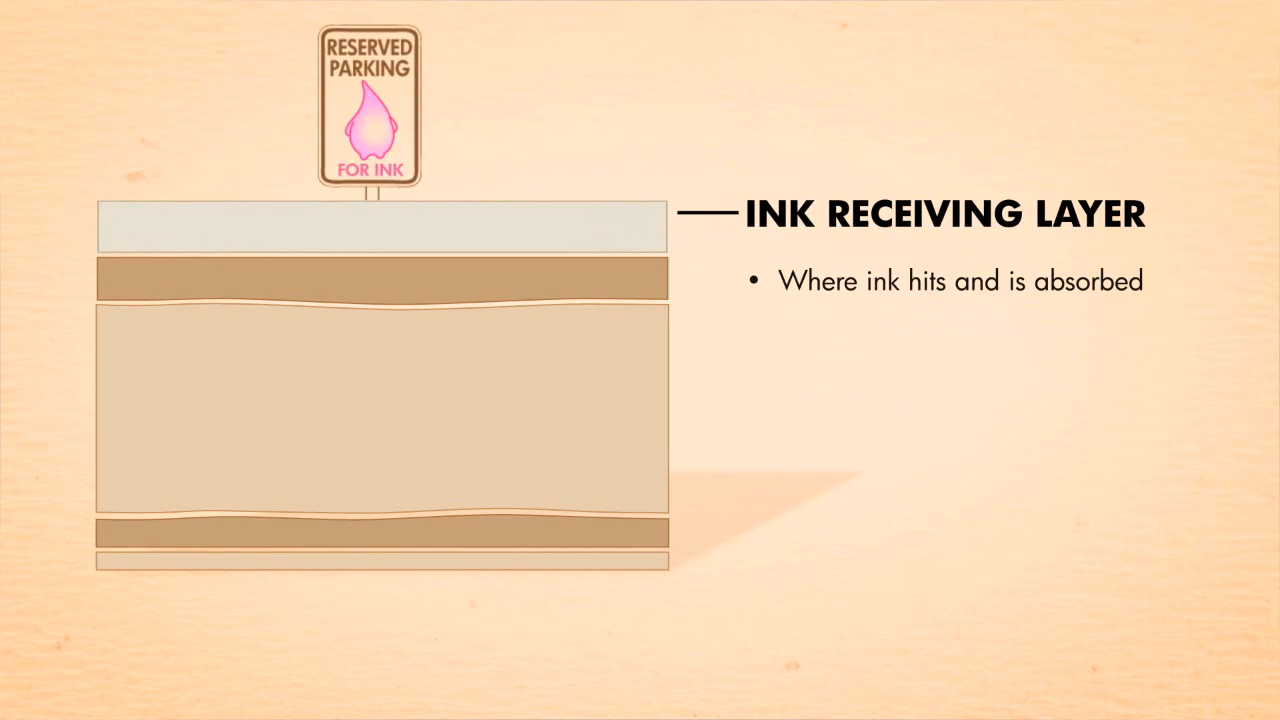 RESERVED
PARKING
FOR INK
INK RECEIVING LAYER
• Where ink hits and is absorbed